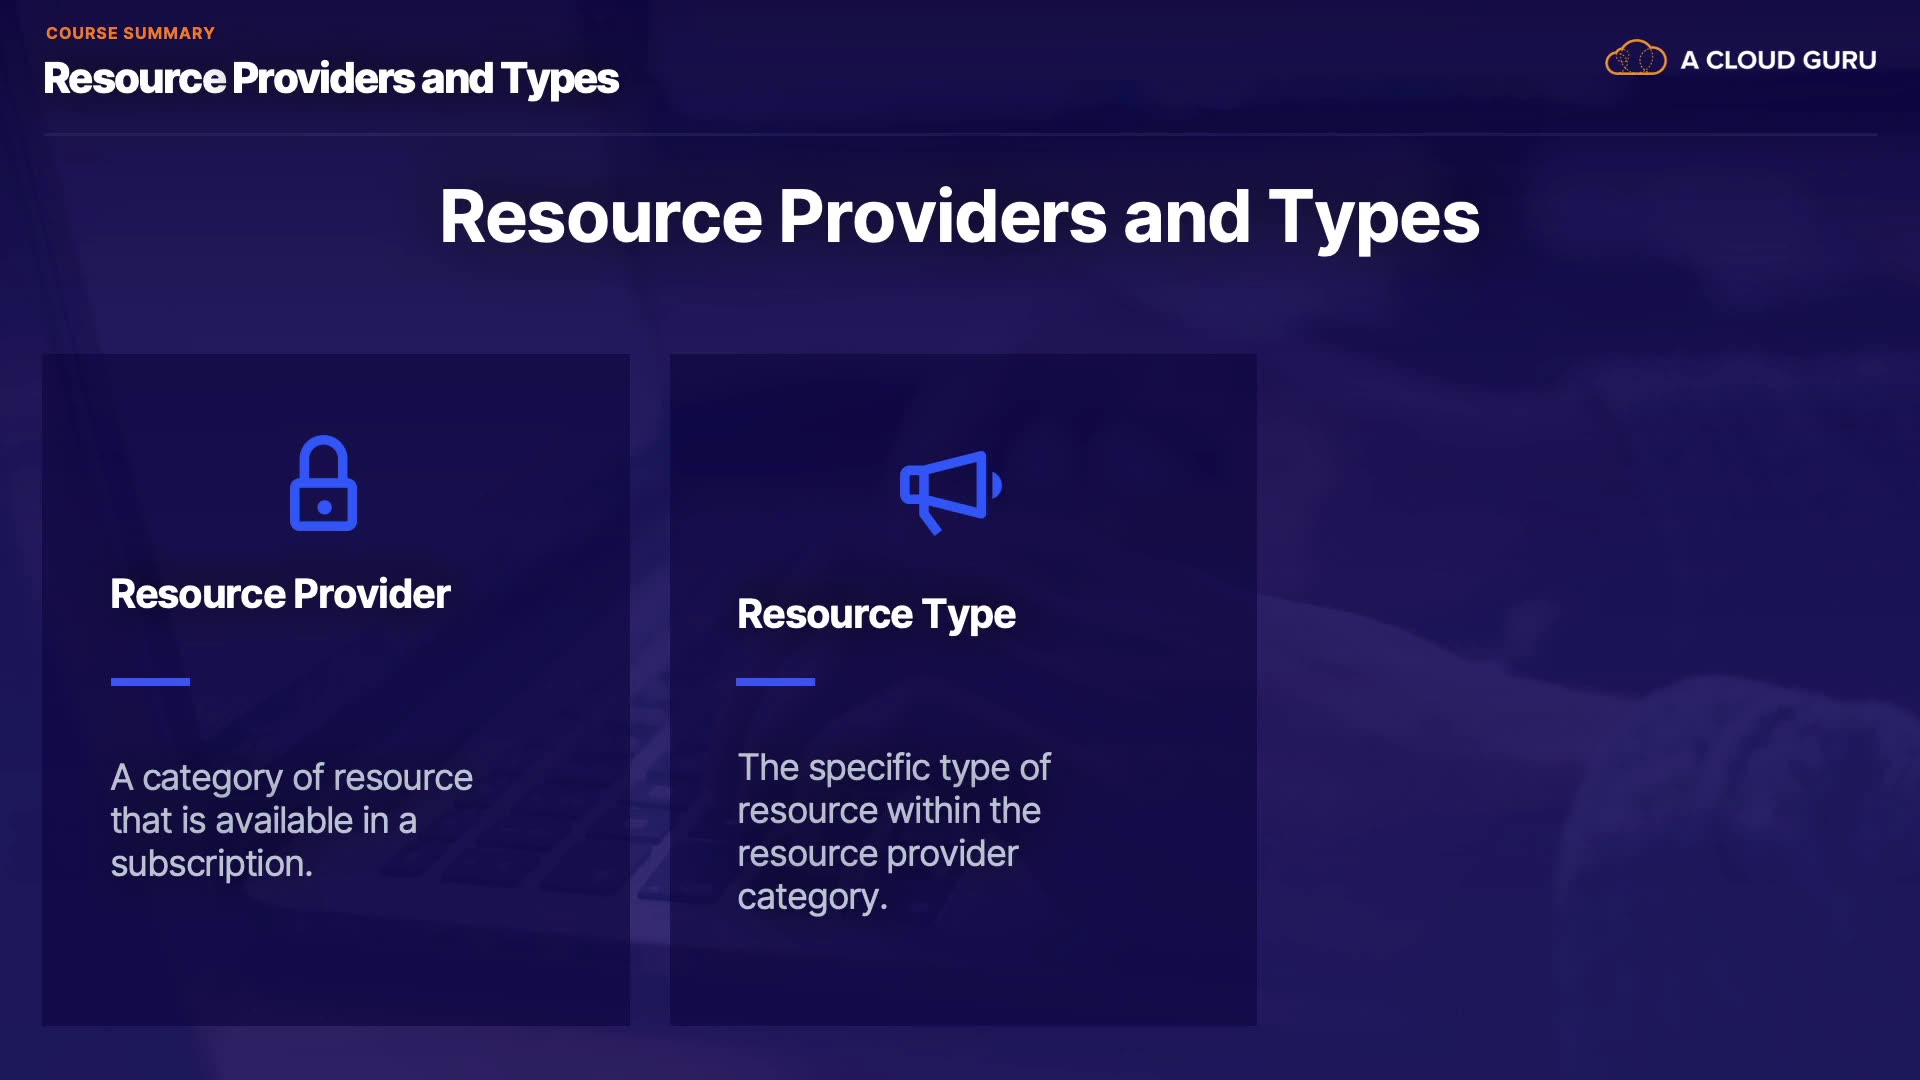 COURSE SUMMARY
Resource Providers and Types
A CLOUD GURU
Resource Providers and Types
Resource Provider
A category of resource
that is available in a
subscription.
Resource Type
The specific type of
resource within the
resource provider
category.